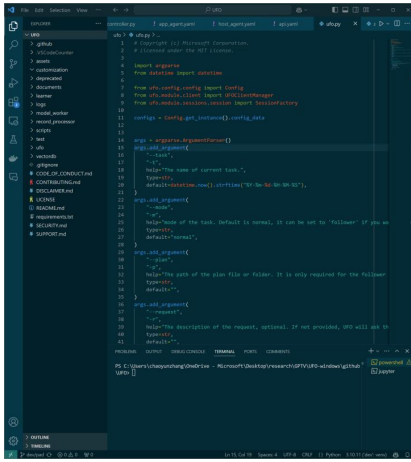 File Edit Selection View ...
UFO
EXPLORER
UFO
> .github
> .VSCodeCounter
> assets
> customization
> deprecated
> documents
> learner
> logs
> model_worker
> record_processor
> scripts
> test
> ufo
> vectordb
.gitignore
CODE_OF_CONDUCT.md
CONTRIBUTING.md
DISCLAIMER.md
LICENSE
README.md
requirements.txt
SECURITY.md
SUPPORT.md
> OUTLINE
> TIMELINE
controller.py app_agent.yaml host_agent.yaml api.yaml ufo.py
ufo > ufo.py > ...
1 # Copyright (c) Microsoft Corporation.
2 # Licensed under the MIT License.
3
4 import argparse
5 from datetime import datetime
6
7 from ufo.config.config import Config
8 from ufo.module.client import UFOClientManager
9 from ufo.module.sessions.session import SessionFactory
10
11 configs = Config.get_instance().config_data
12
13
14 args = argparse.ArgumentParser()
15 args.add_argument(
16 "--task",
17 "-t",
18 help="The name of current task.",
19 type=str,
20 default=datetime.now().strftime("%Y-%m-%d-%H-%M-%S"),
21 )
22 args.add_argument(
23 "--mode",
24 "-m",
25 help="mode of the task. Default is normal, it can be set to 'follower' if you wa
26 type=str,
27 default="normal",
28 )
29 args.add_argument(
30 "--plan",
31 "-p",
32 help="The path of the plan file or folder. It is only required for the follower
33 type=str,
34 default="",
35 )
36 args.add_argument(
37 "--request",
38 "-r",
39 help="The description of the request, optional. If not provided, UFO will ask th
40 type=str,
41 default="",
PROBLEMS OUTPUT DEBUG CONSOLE TERMINAL PORTS COMMENTS
PS C:\Users\chaoyunzhang\OneDrive - Microsoft\Desktop\research\GPTV\UFO-windows\github
\UFO>
powershell
jupyter
Ln 15, Col 19 Spaces: 4 UTF-8 CRLF Python 3.10.11